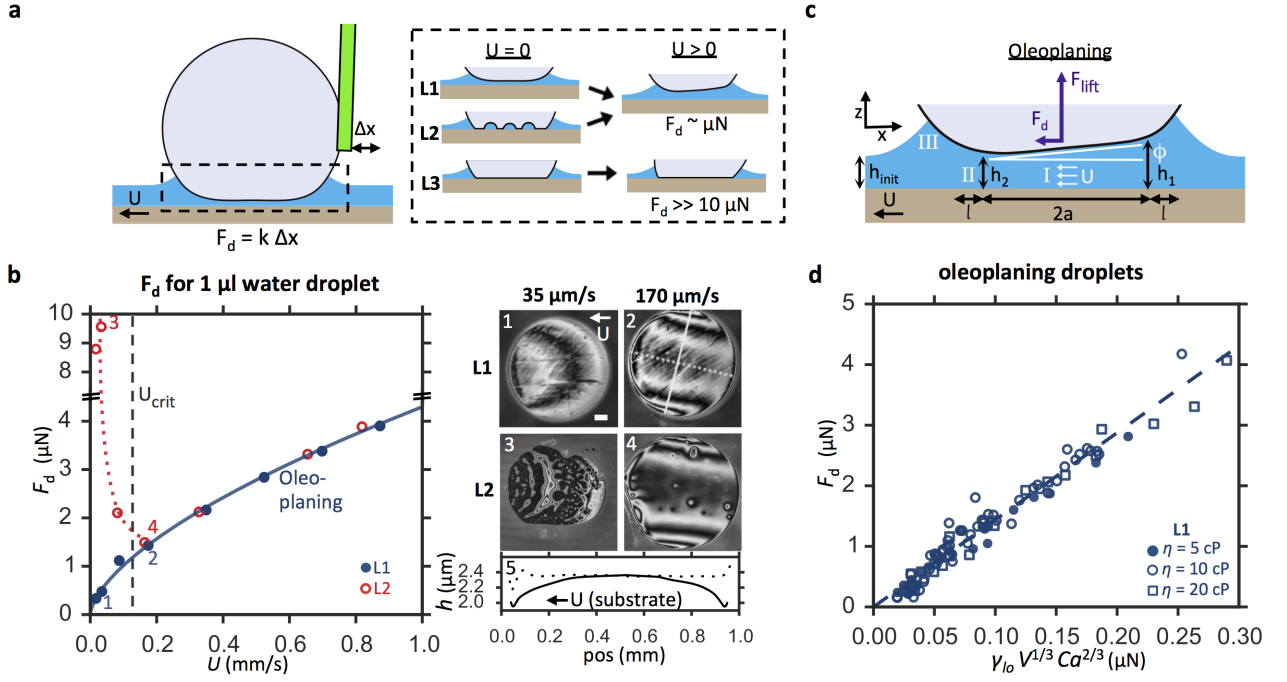 a
U
F_d = k Δx
Δx
U = 0
U > 0
L1
L2
L3
F_d ~ μN
F_d >> 10 μN
c
Oleoplaning
F_lift
F_d
z
x
III
h_init
II
h_2
I
U
ϕ
h_1
U
l
2a
l
b
F_d for 1 μl water droplet
F_d (μN)
10
9
8
4
3
2
1
0
3
U_crit
Oleo-
planing
4
2
1
L1
L2
0.0
0.2
0.4
0.6
0.8
1.0
U (mm/s)
35 μm/s
170 μm/s
1
U
2
L1
3
4
L2
5
h (μm)
2.4
2.2
2.0
U (substrate)
0.0
0.2
0.4
0.6
0.8
1.0
pos (mm)
d
oleoplaning droplets
F_d (μN)
5
4
3
2
1
0
L1
η = 5 cP
η = 10 cP
η = 20 cP
0.00
0.05
0.10
0.15
0.20
0.25
0.30
γ_lo V^1/3 Ca^2/3 (μN)